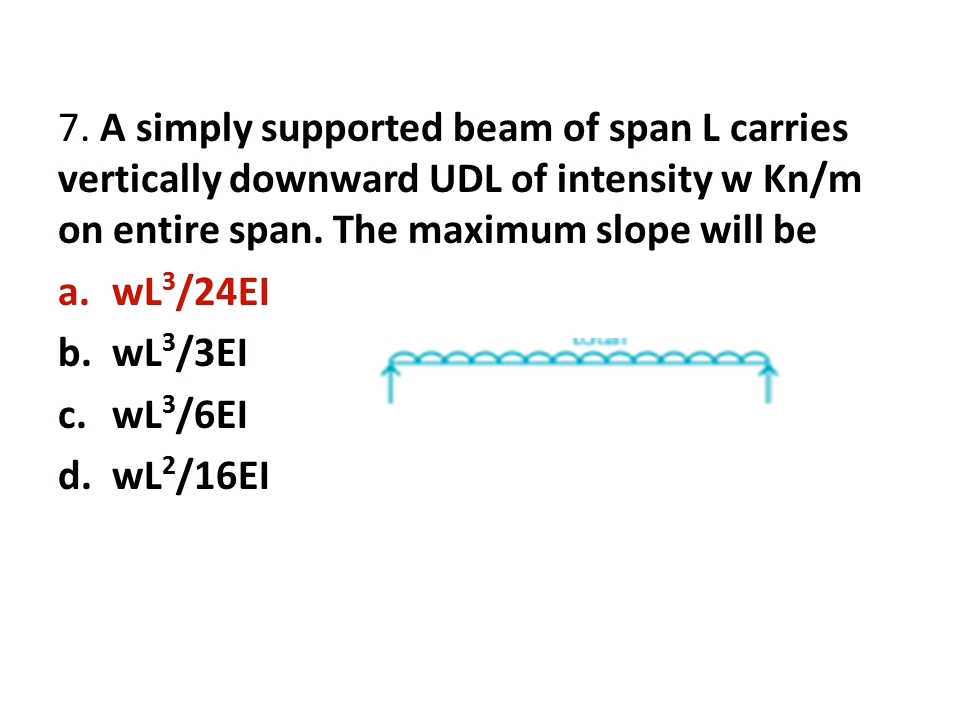 7. A simply supported beam of span L carries
vertically downward UDL of intensity w Kn/m
on entire span. The maximum slope will be
a. wL³/24EI
b. wL³/3EI
c. wL³/6EI
d. wL²/16EI